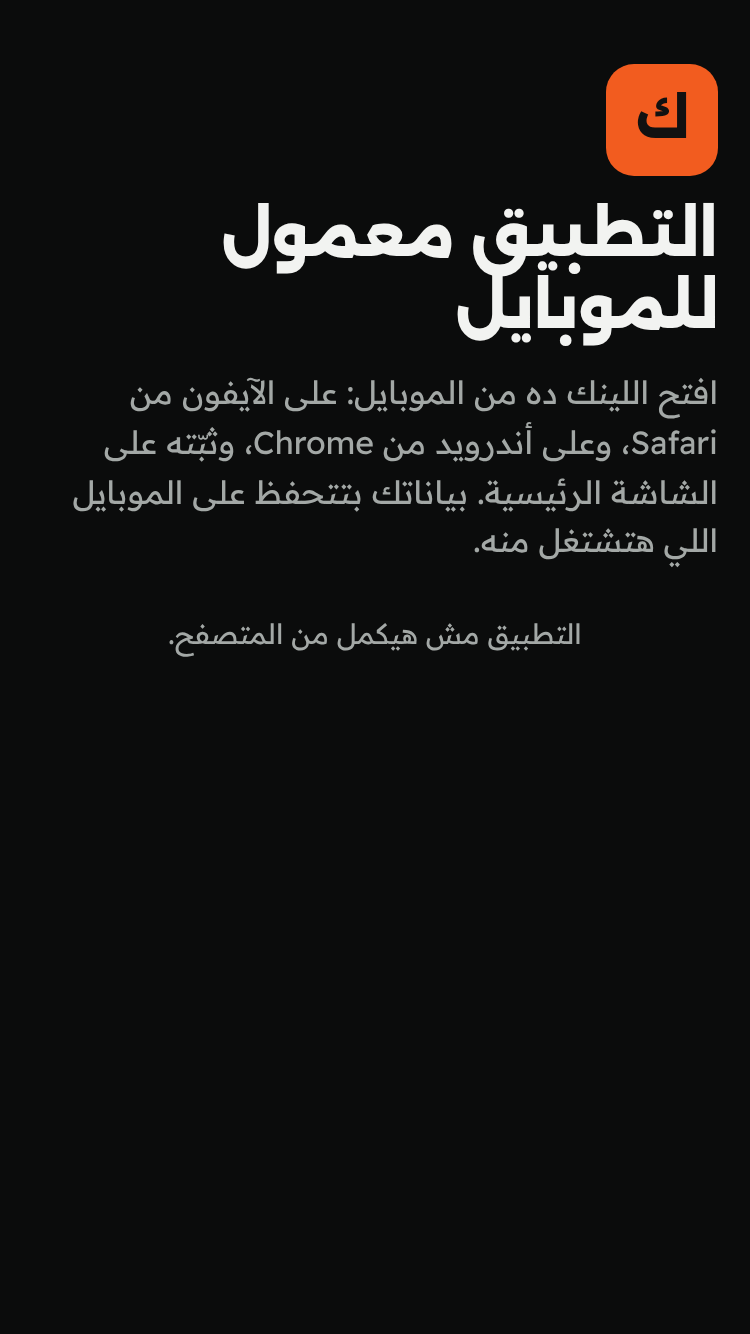 ك
التطبيق معمول
للموبايل
افتح اللينك ده من الموبايل: على الآيفون من
Safari، وعلى أندرويد من Chrome، وثبّته على
الشاشة الرئيسية. بياناتك بتتحفظ على الموبايل
اللي هتشتغل منه.
التطبيق مش هيكمل من المتصفح.